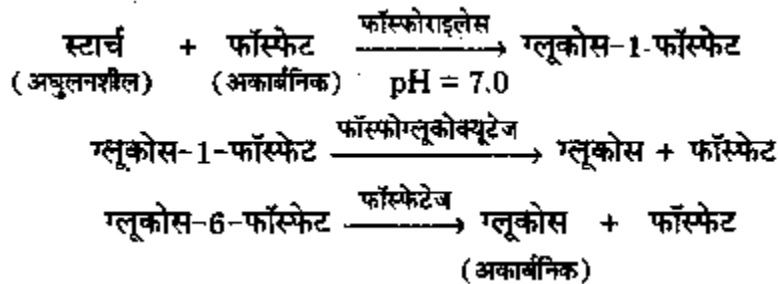 स्टार्च + फॉस्फेट फॉस्फोराइलेस ग्लूकोस-1-फॉस्फेट
(अघुलनशील) (अकार्बनिक) pH = 7.0
ग्लूकोस-1-फॉस्फेट फॉस्फोग्लूकोक्यूटेज ग्लूकोस + फॉस्फेट
ग्लूकोस-6-फॉस्फेट फॉस्फेटेज ग्लूकोस + फॉस्फेट
(अकार्बनिक)